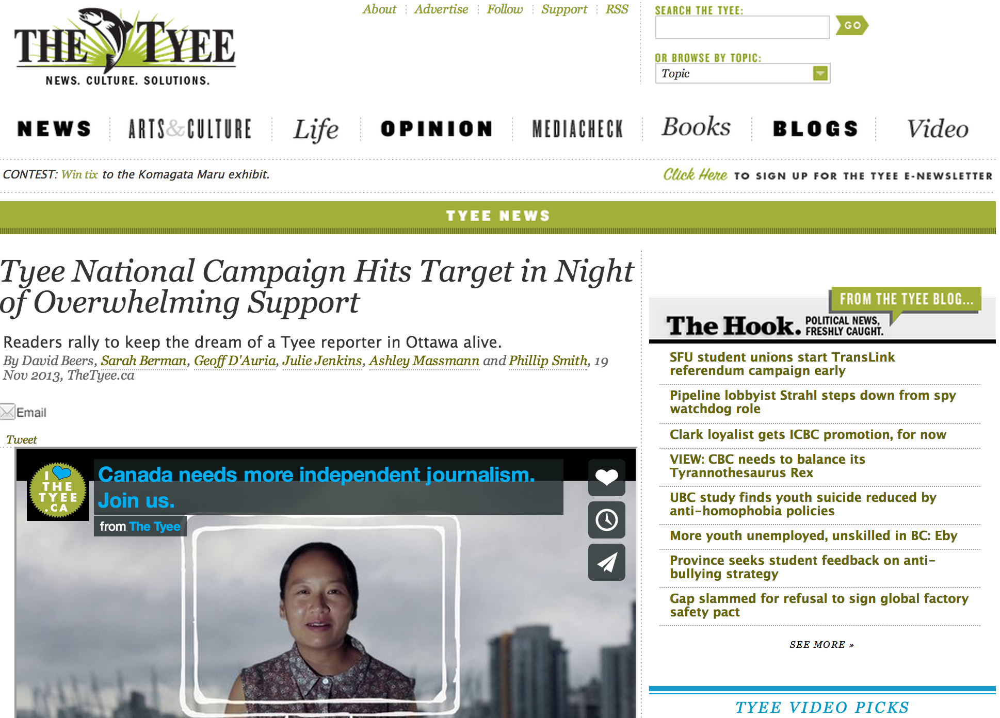 THE TYEE
NEWS. CULTURE. SOLUTIONS.
About
Advertise
Follow
Support
RSS
SEARCH THE TYEE:
GO
OR BROWSE BY TOPIC:
Topic
NEWS
ARTS&CULTURE
Life
OPINION
MEDIACHECK
Books
BLOGS
Video
CONTEST: Win tix to the Komagata Maru exhibit.
Click Here TO SIGN UP FOR THE TYEE E-NEWSLETTER
TYEE NEWS
Tyee National Campaign Hits Target in Night
of Overwhelming Support
Readers rally to keep the dream of a Tyee reporter in Ottawa alive.
By David Beers, Sarah Berman, Geoff D'Auria, Julie Jenkins, Ashley Massmann and Phillip Smith, 19
Nov 2013, TheTyee.ca
Email
Tweet
I
THE
TYEE
.CA
Canada needs more independent journalism.
Join us.
from The Tyee
FROM THE TYEE BLOG...
The Hook. POLITICAL NEWS,
FRESHLY CAUGHT.
SFU student unions start TransLink
referendum campaign early
Pipeline lobbyist Strahl steps down from spy
watchdog role
Clark loyalist gets ICBC promotion, for now
VIEW: CBC needs to balance its
Tyrannothesaurus Rex
UBC study finds youth suicide reduced by
anti-homophobia policies
More youth unemployed, unskilled in BC: Eby
Province seeks student feedback on anti-
bullying strategy
Gap slammed for refusal to sign global factory
safety pact
SEE MORE »
TYEE VIDEO PICKS